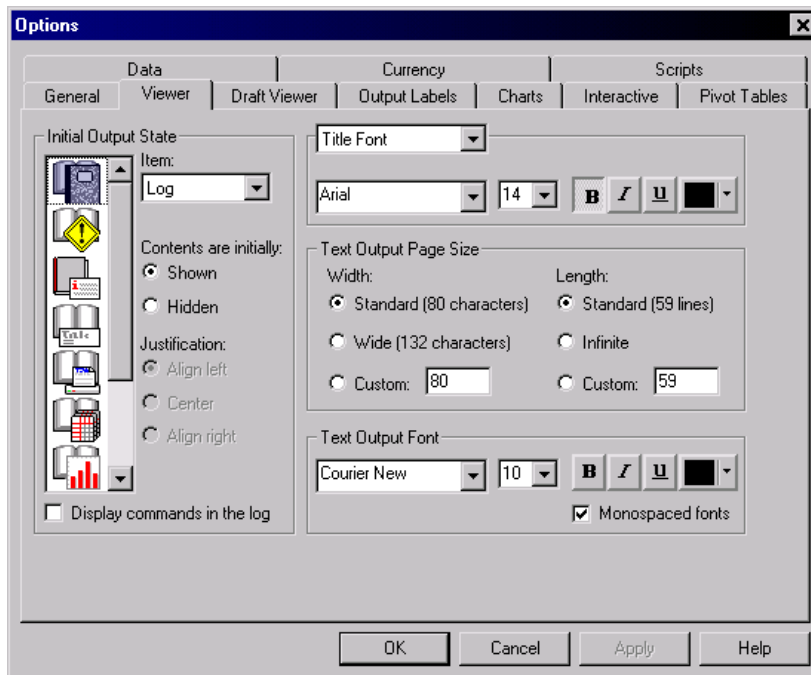 Options
Data Currency Scripts
General Viewer Draft Viewer Output Labels Charts Interactive Pivot Tables
Initial Output State
Item:
Log
Contents are initially:
Shown
Hidden
Justification:
Align left
Center
Align right
Display commands in the log
Title Font
Arial 14 B I U
Text Output Page Size
Width: Length:
Standard (80 characters) Standard (59 lines)
Wide (132 characters) Infinite
Custom: 80 Custom: 59
Text Output Font
Courier New 10 B I U
Monospaced fonts
OK Cancel Apply Help